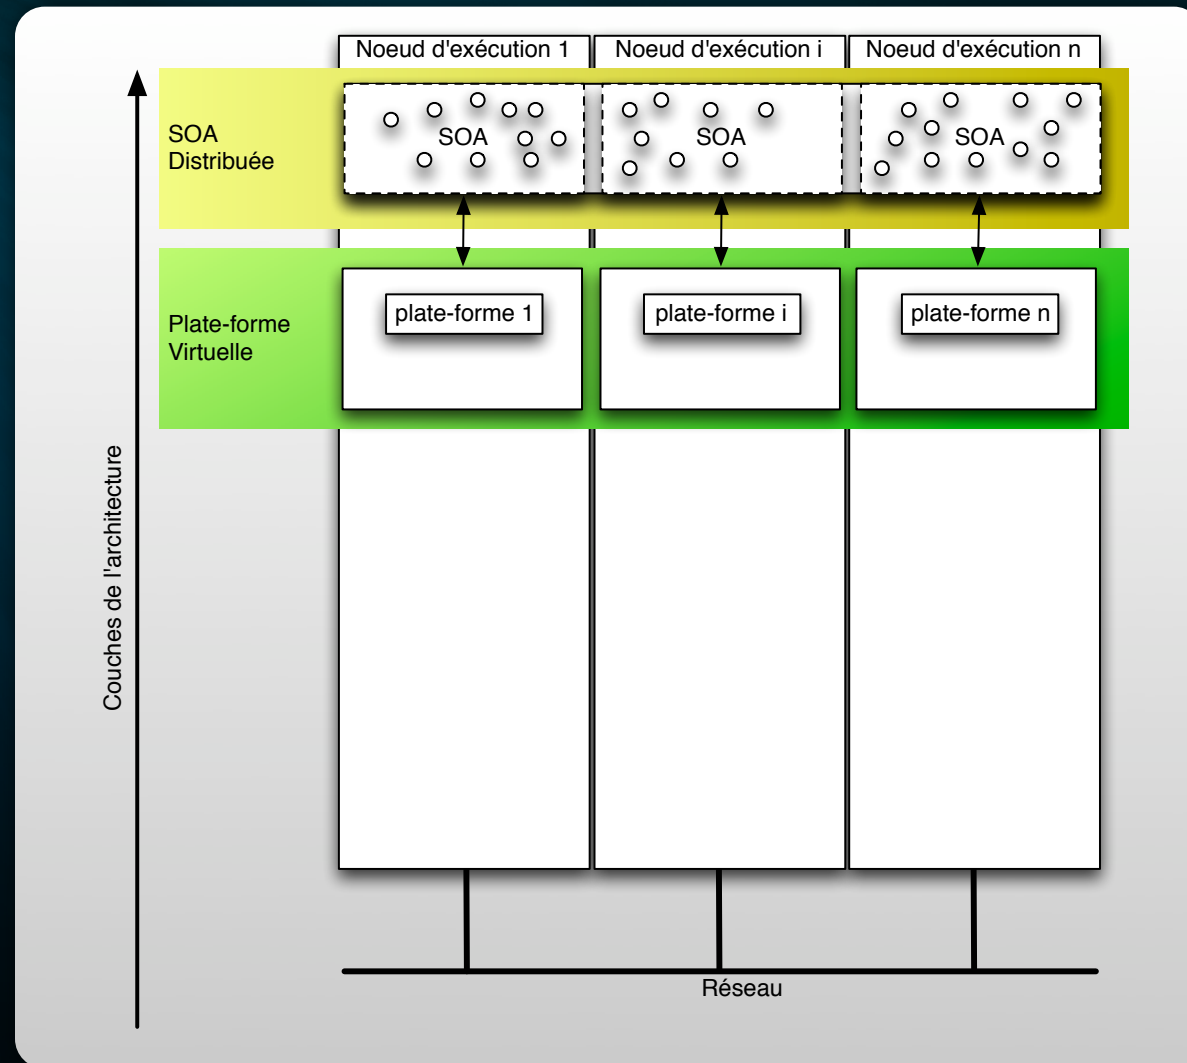 Noeud d'exécution 1
Noeud d'exécution i
Noeud d'exécution n
SOA
Distribuée
SOA
SOA
SOA
Plate-forme
Virtuelle
plate-forme 1
plate-forme i
plate-forme n
Couches de l'architecture
Réseau